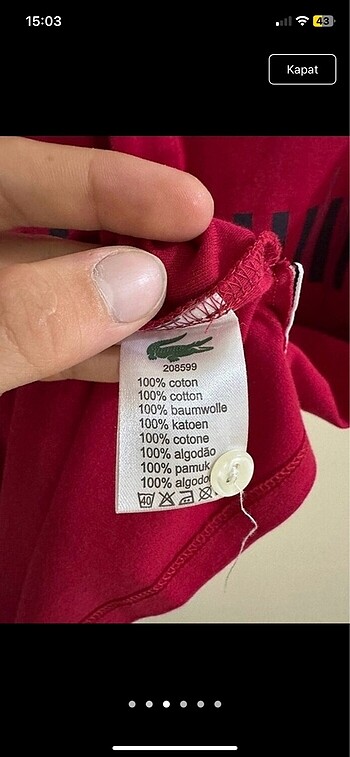 15:03
43
Kapat
208599
100% coton
100% cotton
100% baumwolle
100% katoen
100% cotone
100% algodão
100% pamuk
100% algodo
40